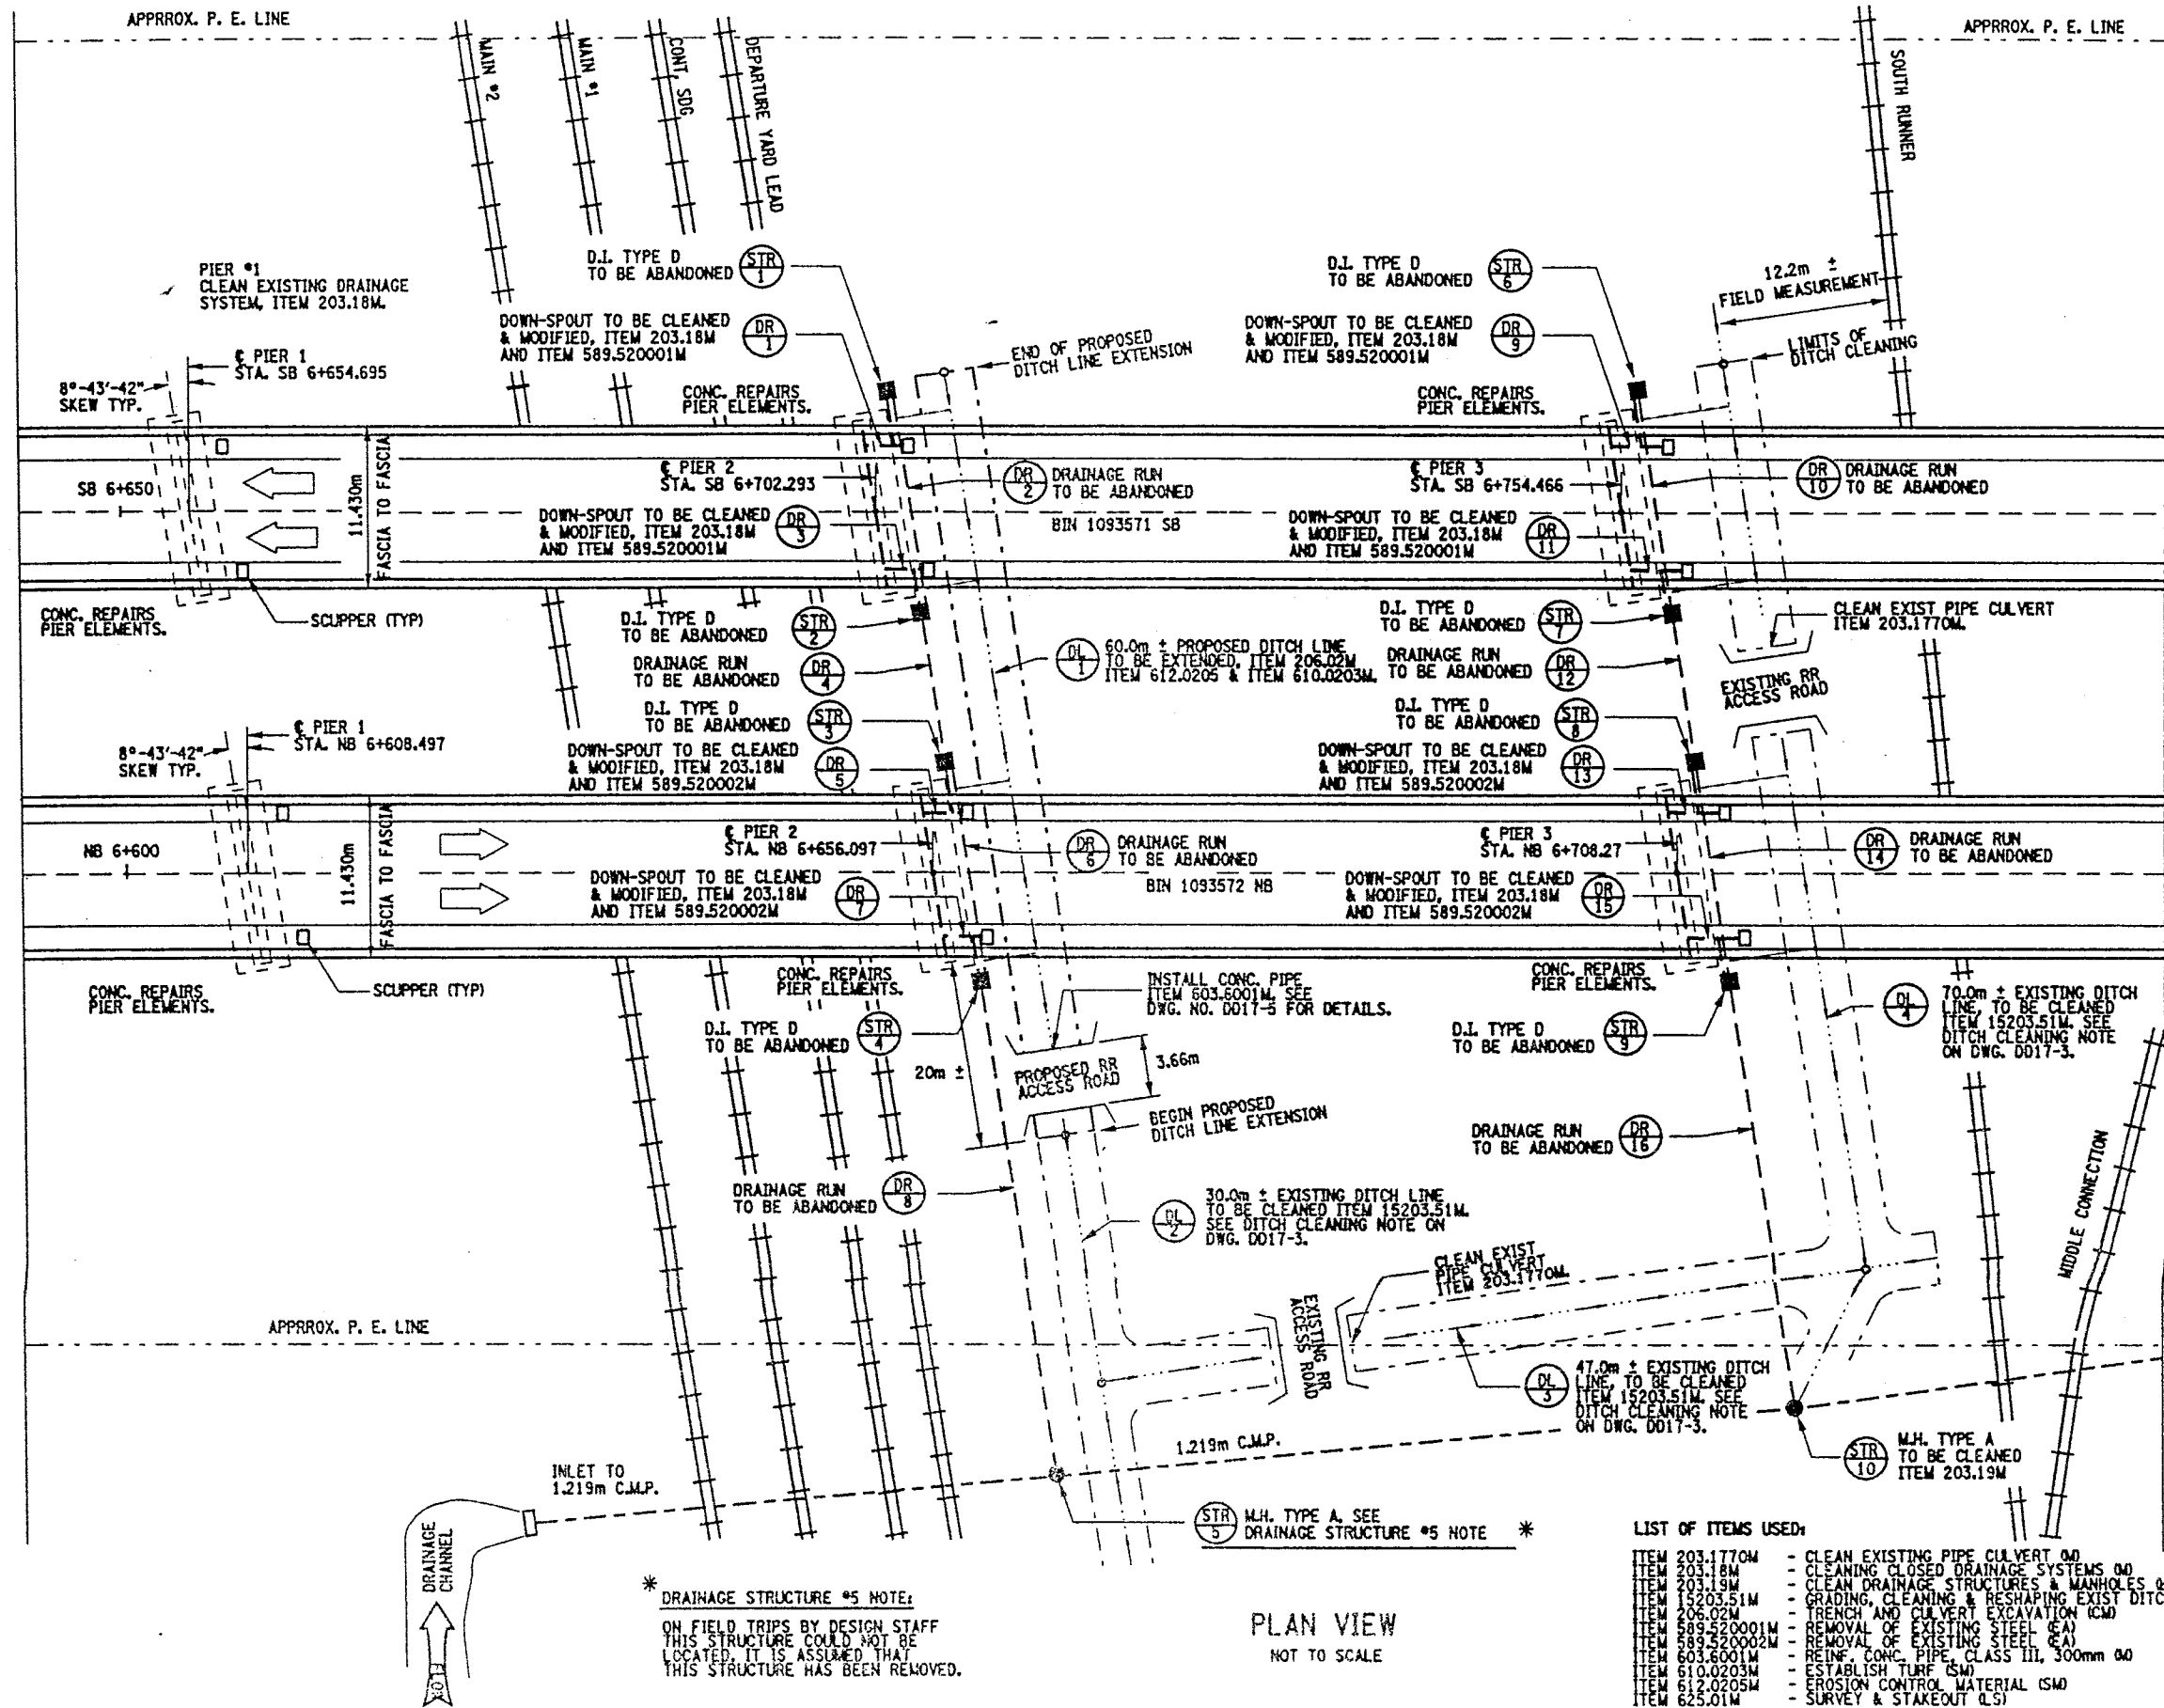 APPRROX. P. E. LINE
APPRROX. P. E. LINE
MAIN #2
MAIN #1
CONT. SDG
DEPARTURE YARD LEAD
SOUTH RUNNER
PIER #1
CLEAN EXISTING DRAINAGE
SYSTEM, ITEM 203.18M.
D.I. TYPE D
TO BE ABANDONED
STR
1
D.I. TYPE D
TO BE ABANDONED
STR
6
12.2m ±
FIELD MEASUREMENT
DOWN-SPOUT TO BE CLEANED
& MODIFIED, ITEM 203.18M
AND ITEM 589.520001M
DR
1
END OF PROPOSED
DITCH LINE EXTENSION
DOWN-SPOUT TO BE CLEANED
& MODIFIED, ITEM 203.18M
AND ITEM 589.520001M
DR
9
LIMITS OF
DITCH CLEANING
℄ PIER 1
STA. SB 6+654.695
8°-43'-42"
SKEW TYP.
CONC. REPAIRS
PIER ELEMENTS.
CONC. REPAIRS
PIER ELEMENTS.
SB 6+650
11.430m
FASCIA TO FASCIA
℄ PIER 2
STA. SB 6+702.293
DR
2
DRAINAGE RUN
TO BE ABANDONED
℄ PIER 3
STA. SB 6+754.466
DR
10
DRAINAGE RUN
TO BE ABANDONED
DOWN-SPOUT TO BE CLEANED
& MODIFIED, ITEM 203.18M
AND ITEM 589.520001M
DR
3
BIN 1093571 SB
DOWN-SPOUT TO BE CLEANED
& MODIFIED, ITEM 203.18M
AND ITEM 589.520001M
DR
11
CONC. REPAIRS
PIER ELEMENTS.
SCUPPER (TYP)
D.I. TYPE D
TO BE ABANDONED
STR
2
D.I. TYPE D
TO BE ABANDONED
STR
7
CLEAN EXIST PIPE CULVERT
ITEM 203.1770M.
DRAINAGE RUN
TO BE ABANDONED
DR
4
DL
1
60.0m ± PROPOSED DITCH LINE
TO BE EXTENDED, ITEM 206.02M
ITEM 612.0205 & ITEM 610.0203M.
DRAINAGE RUN
TO BE ABANDONED
DR
12
EXISTING RR
ACCESS ROAD
℄ PIER 1
STA. NB 6+608.497
8°-43'-42"
SKEW TYP.
D.I. TYPE D
TO BE ABANDONED
STR
3
D.I. TYPE D
TO BE ABANDONED
STR
8
DOWN-SPOUT TO BE CLEANED
& MODIFIED, ITEM 203.18M
AND ITEM 589.520002M
DR
5
DOWN-SPOUT TO BE CLEANED
& MODIFIED, ITEM 203.18M
AND ITEM 589.520002M
DR
13
NB 6+600
11.430m
FASCIA TO FASCIA
℄ PIER 2
STA. NB 6+656.097
DR
6
DRAINAGE RUN
TO BE ABANDONED
℄ PIER 3
STA. NB 6+708.27
DR
14
DRAINAGE RUN
TO BE ABANDONED
DOWN-SPOUT TO BE CLEANED
& MODIFIED, ITEM 203.18M
AND ITEM 589.520002M
DR
7
BIN 1093572 NB
DOWN-SPOUT TO BE CLEANED
& MODIFIED, ITEM 203.18M
AND ITEM 589.520002M
DR
15
CONC. REPAIRS
PIER ELEMENTS.
SCUPPER (TYP)
CONC. REPAIRS
PIER ELEMENTS.
INSTALL CONC. PIPE
ITEM 603.6001M, SEE
DWG. NO. DD17-5 FOR DETAILS.
CONC. REPAIRS
PIER ELEMENTS.
DL
4
70.0m ± EXISTING DITCH
LINE, TO BE CLEANED
ITEM 15203.51M. SEE
DITCH CLEANING NOTE
ON DWG. DD17-3.
D.I. TYPE D
TO BE ABANDONED
STR
4
D.I. TYPE D
TO BE ABANDONED
STR
9
20m ±
PROPOSED RR
ACCESS ROAD
3.66m
BEGIN PROPOSED
DITCH LINE EXTENSION
DRAINAGE RUN
TO BE ABANDONED
DR
16
DRAINAGE RUN
TO BE ABANDONED
DR
8
DL
2
30.0m ± EXISTING DITCH LINE
TO BE CLEANED ITEM 15203.51M.
SEE DITCH CLEANING NOTE ON
DWG. DD17-3.
MIDDLE CONNECTION
CLEAN EXIST
PIPE CULVERT
ITEM 203.1770M.
EXISTING RR
ACCESS ROAD
APPRROX. P. E. LINE
DL
3
47.0m ± EXISTING DITCH
LINE, TO BE CLEANED
ITEM 15203.51M. SEE
DITCH CLEANING NOTE
ON DWG. DD17-3.
1.219m C.M.P.
STR
10
M.H. TYPE A
TO BE CLEANED
ITEM 203.19M
INLET TO
1.219m C.M.P.
STR
5
M.H. TYPE A, SEE
DRAINAGE STRUCTURE #5 NOTE *
DRAINAGE
CHANNEL
* DRAINAGE STRUCTURE #5 NOTE:
ON FIELD TRIPS BY DESIGN STAFF
THIS STRUCTURE COULD NOT BE
LOCATED, IT IS ASSUMED THAT
THIS STRUCTURE HAS BEEN REMOVED.
PLAN VIEW
NOT TO SCALE
LIST OF ITEMS USED:
ITEM 203.1770M - CLEAN EXISTING PIPE CULVERT (M)
ITEM 203.18M - CLEANING CLOSED DRAINAGE SYSTEMS (M)
ITEM 203.19M - CLEAN DRAINAGE STRUCTURES & MANHOLES
ITEM 15203.51M - GRADING, CLEANING & RESHAPING EXIST DITC
ITEM 206.02M - TRENCH AND CULVERT EXCAVATION (CM)
ITEM 589.520001M - REMOVAL OF EXISTING STEEL (EA)
ITEM 589.520002M - REMOVAL OF EXISTING STEEL (EA)
ITEM 603.6001M - REINF. CONC. PIPE, CLASS III, 300mm (M)
ITEM 610.0203M - ESTABLISH TURF (SM)
ITEM 612.0205M - EROSION CONTROL MATERIAL (SM)
ITEM 625.01M - SURVEY & STAKEOUT (LS)